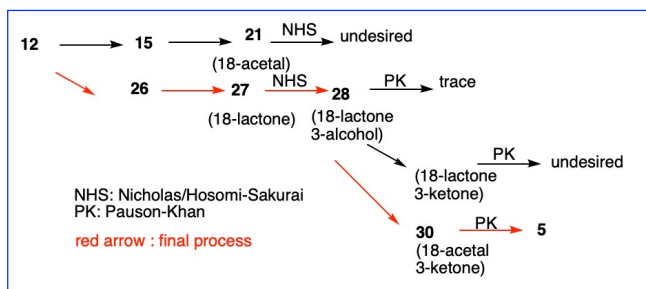 12 15 21 NHS undesired
(18-acetal)
26 27 NHS 28 PK trace
(18-lactone) (18-lactone
3-alcohol)
PK
(18-lactone undesired
3-ketone)
NHS: Nicholas/Hosomi-Sakurai
PK: Pauson-Khan
red arrow : final process
30 PK 5
(18-acetal
3-ketone)